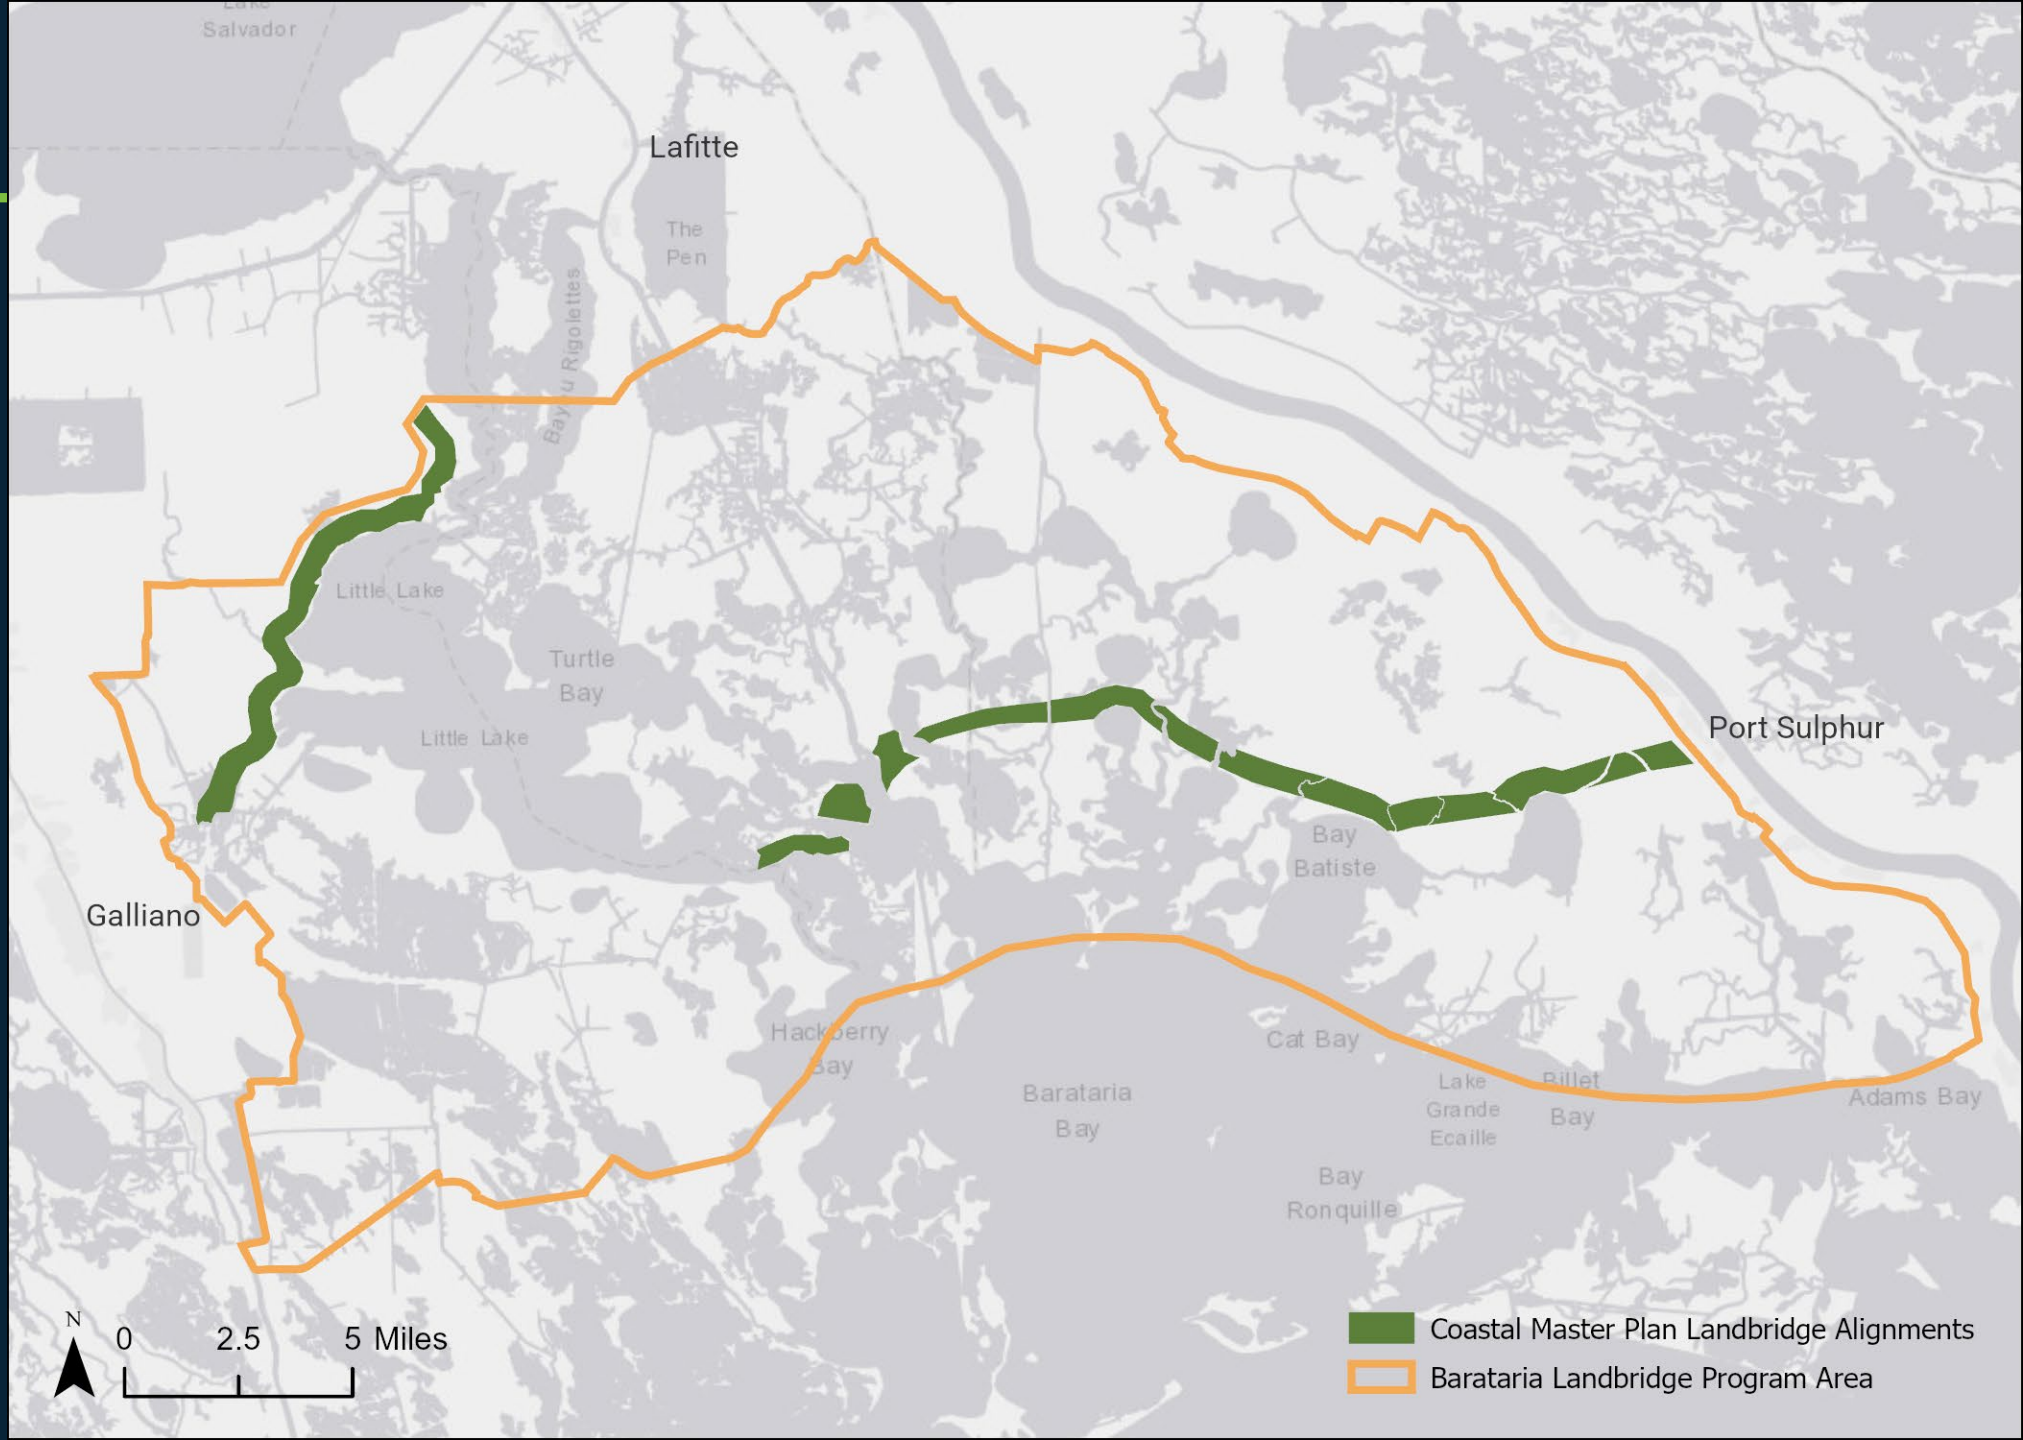 Lake
Salvador
Lafitte
The
Pen
Bayou Rigolettes
Little Lake
Turtle
Bay
Little Lake
Port Sulphur
Bay
Batiste
Galliano
Hackberry
Bay
Cat Bay
Barataria
Bay
Lake
Grande
Ecaille
Billet
Bay
Adams Bay
Bay
Ronquille
N
0 2.5 5 Miles
Coastal Master Plan Landbridge Alignments
Barataria Landbridge Program Area